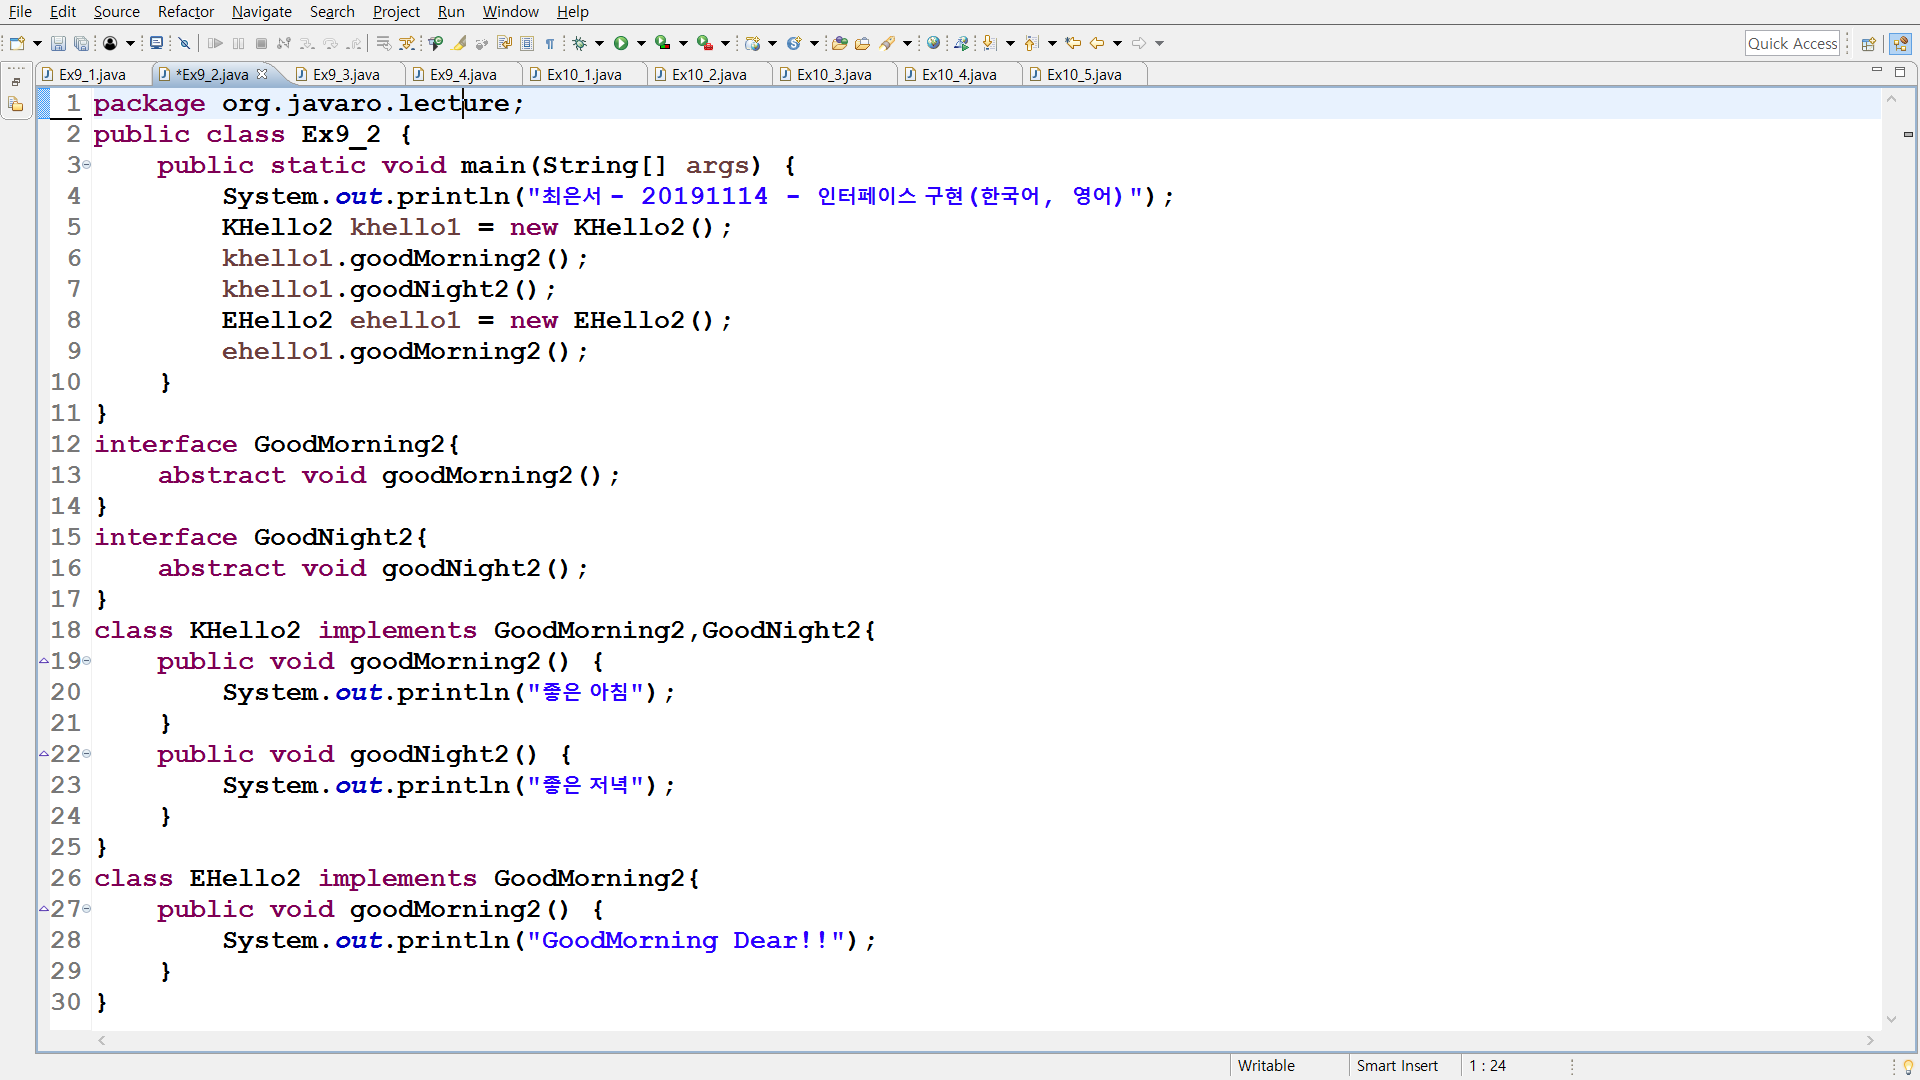 File Edit Source Refactor Navigate Search Project Run Window Help
Quick Access
Ex9_1.java *Ex9_2.java Ex9_3.java Ex9_4.java Ex10_1.java Ex10_2.java Ex10_3.java Ex10_4.java Ex10_5.java
1 package org.javaro.lecture;
2 public class Ex9_2 {
3 public static void main(String[] args) {
4 System.out.println("최은서 - 20191114 - 인터페이스 구현(한국어, 영어)");
5 KHello2 khello1 = new KHello2();
6 khello1.goodMorning2();
7 khello1.goodNight2();
8 EHello2 ehello1 = new EHello2();
9 ehello1.goodMorning2();
10 }
11 }
12 interface GoodMorning2{
13 abstract void goodMorning2();
14 }
15 interface GoodNight2{
16 abstract void goodNight2();
17 }
18 class KHello2 implements GoodMorning2,GoodNight2{
19 public void goodMorning2() {
20 System.out.println("좋은 아침");
21 }
22 public void goodNight2() {
23 System.out.println("좋은 저녁");
24 }
25 }
26 class EHello2 implements GoodMorning2{
27 public void goodMorning2() {
28 System.out.println("GoodMorning Dear!!");
29 }
30 }
Writable Smart Insert 1 : 24